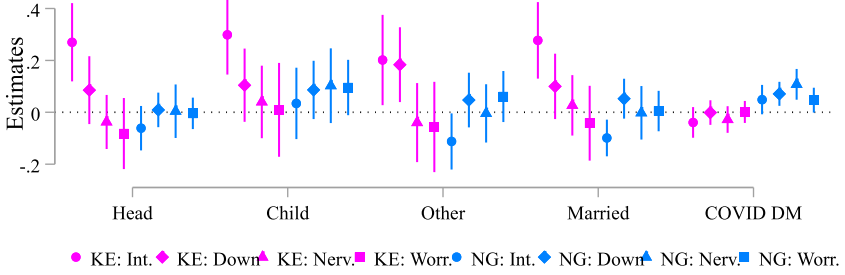 .4
.2
0
-.2
Estimates
Head Child Other Married COVID DM
KE: Int. KE: Down KE: Nerv. KE: Worr. NG: Int. NG: Down NG: Nerv. NG: Worr.